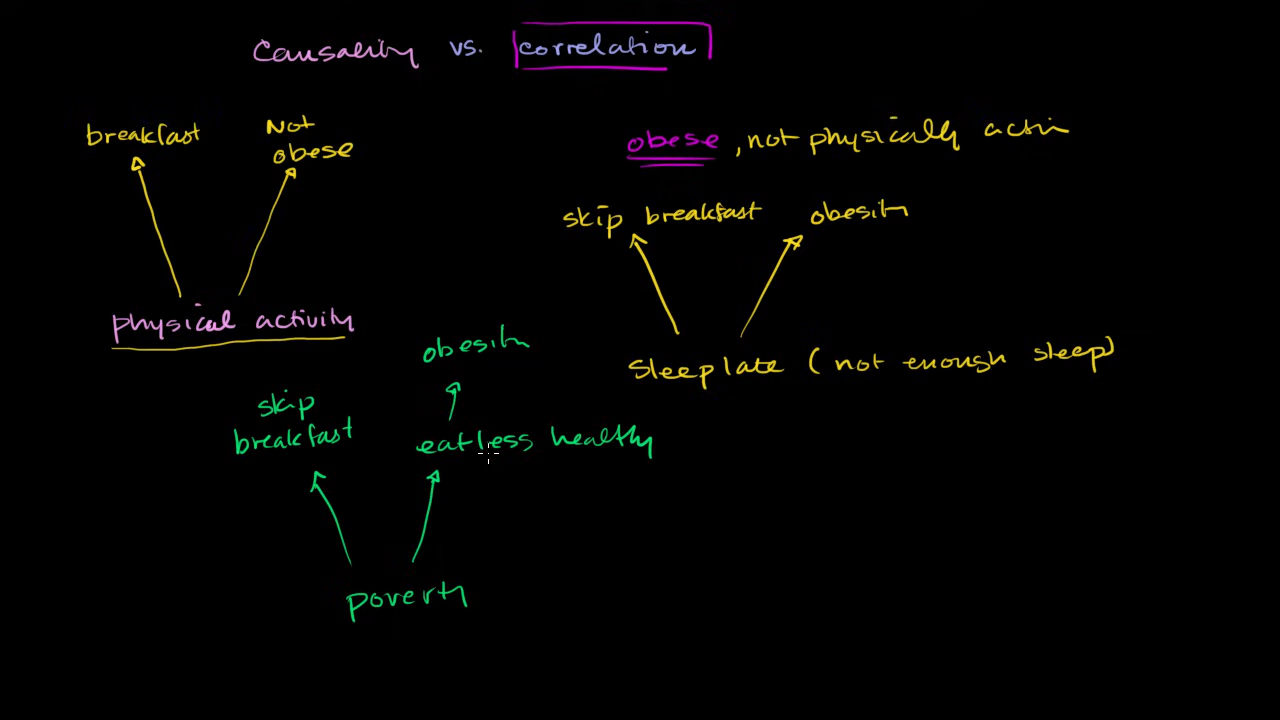 causality vs. correlation
breakfast
Not
obese
physical activity
obese, not physically activ
skip breakfast obesity
Sleep late (not enough sleep)
obesity
skip
breakfast
eat less healthy
poverty